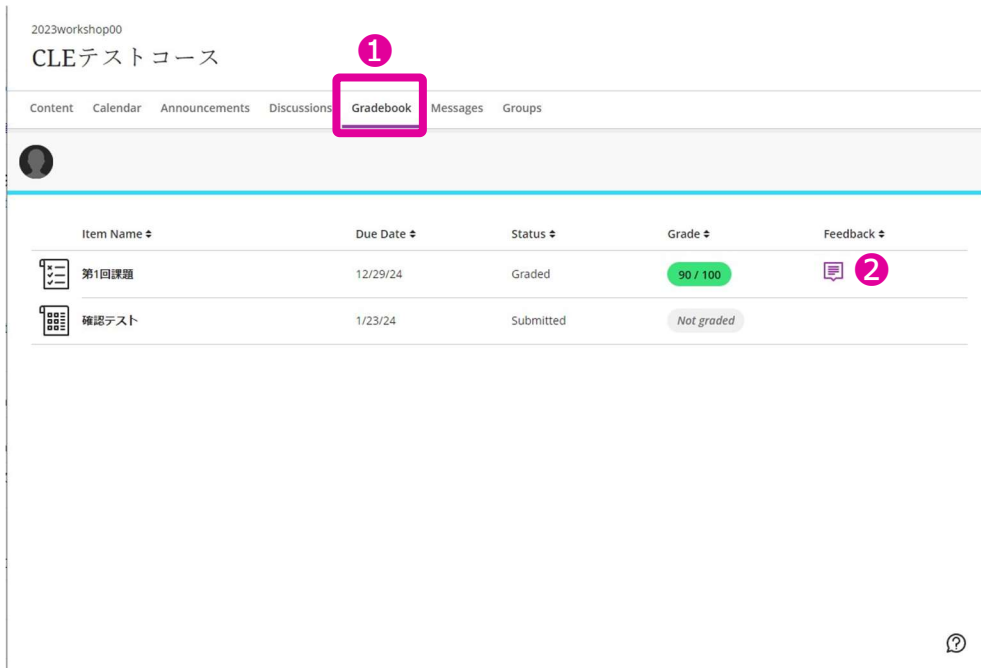 2023workshop00
CLEテストコース
❶
Content Calendar Announcements Discussions Gradebook Messages Groups
Item Name Due Date Status Grade Feedback
第1回課題 12/29/24 Graded 90 / 100 ❷
確認テスト 1/23/24 Submitted Not graded